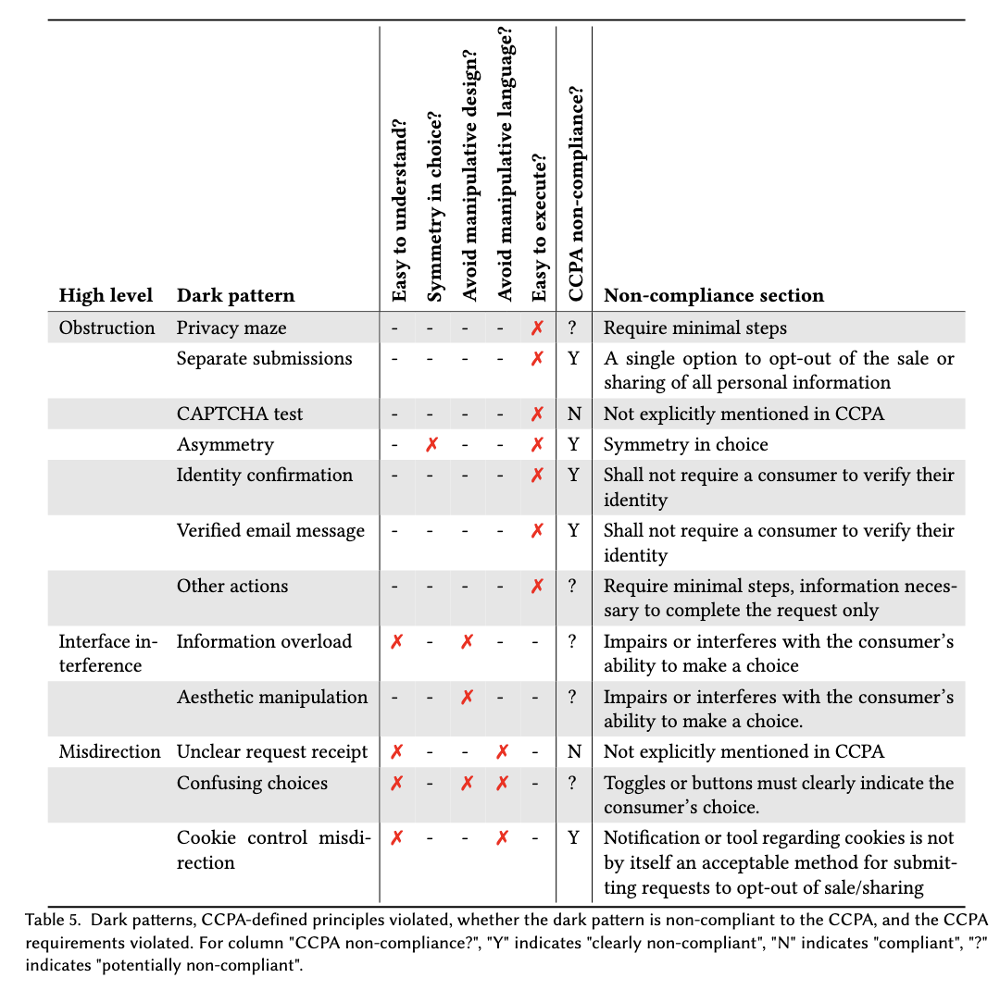 Easy to understand?
Symmetry in choice?
Avoid manipulative design?
Avoid manipulative language?
Easy to execute?
CCPA non-compliance?
High level Dark pattern Non-compliance section
Obstruction Privacy maze - - - - ✗ ? Require minimal steps
Separate submissions - - - - ✗ Y A single option to opt-out of the sale or
sharing of all personal information
CAPTCHA test - - - - ✗ N Not explicitly mentioned in CCPA
Asymmetry - ✗ - - ✗ Y Symmetry in choice
Identity confirmation - - - - ✗ Y Shall not require a consumer to verify their
identity
Verified email message - - - - ✗ Y Shall not require a consumer to verify their
identity
Other actions - - - - ✗ ? Require minimal steps, information neces-
sary to complete the request only
Interface in- Information overload ✗ - ✗ - - ? Impairs or interferes with the consumer's
terference ability to make a choice
Aesthetic manipulation - - ✗ - - ? Impairs or interferes with the consumer's
ability to make a choice.
Misdirection Unclear request receipt ✗ - - ✗ - N Not explicitly mentioned in CCPA
Confusing choices ✗ - ✗ ✗ - ? Toggles or buttons must clearly indicate the
consumer's choice.
Cookie control misdi- ✗ - - ✗ - Y Notification or tool regarding cookies is not
rection by itself an acceptable method for submit-
ting requests to opt-out of sale/sharing
Table 5. Dark patterns, CCPA-defined principles violated, whether the dark pattern is non-compliant to the CCPA, and the CCPA
requirements violated. For column "CCPA non-compliance?", "Y" indicates "clearly non-compliant", "N" indicates "compliant", "?"
indicates "potentially non-compliant".